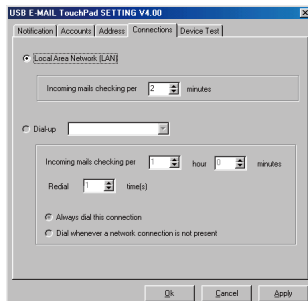 USB E-MAIL TouchPad SETTING V4.00
Notification Accounts Address Connections Device Test
Local Area Network (LAN)
Incoming mails checking per 2 minutes
Dial-up
Incoming mails checking per 1 hour 0 minutes
Redial 1 time(s)
Always dial this connection
Dial whenever a network connection is not present
Ok Cancel Apply